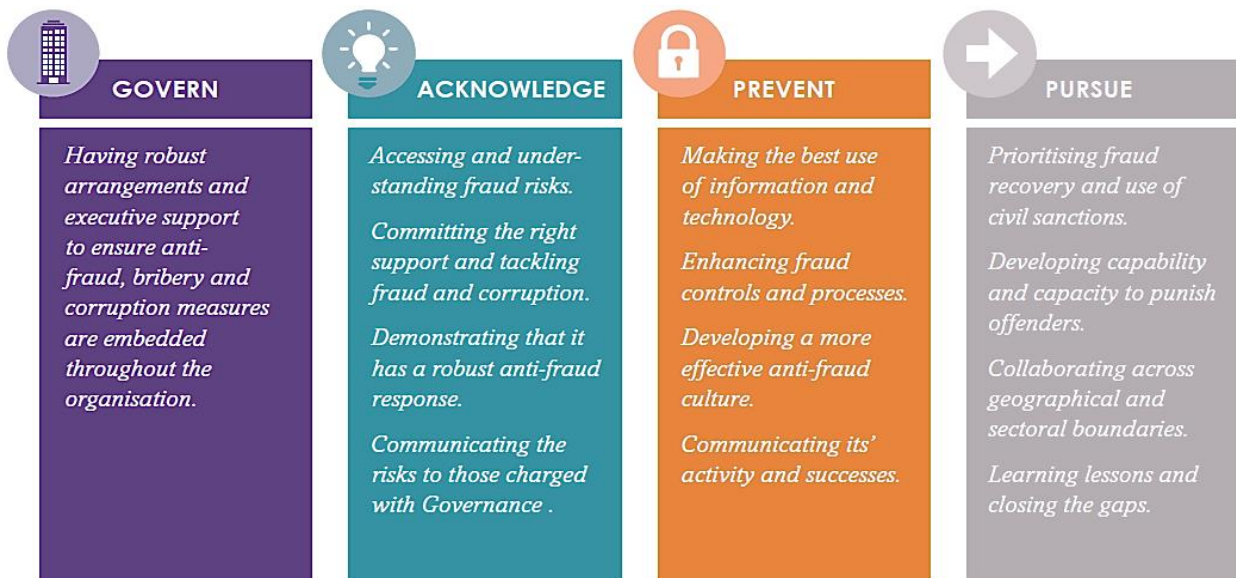 GOVERN
Having robust
arrangements and
executive support
to ensure anti-
fraud, bribery and
corruption measures
are embedded
throughout the
organisation.
ACKNOWLEDGE
Accessing and under-
standing fraud risks.
Committing the right
support and tackling
fraud and corruption.
Demonstrating that it
has a robust anti-fraud
response.
Communicating the
risks to those charged
with Governance .
PREVENT
Making the best use
of information and
technology.
Enhancing fraud
controls and processes.
Developing a more
effective anti-fraud
culture.
Communicating its’
activity and successes.
PURSUE
Prioritising fraud
recovery and use of
civil sanctions.
Developing capability
and capacity to punish
offenders.
Collaborating across
geographical and
sectoral boundaries.
Learning lessons and
closing the gaps.